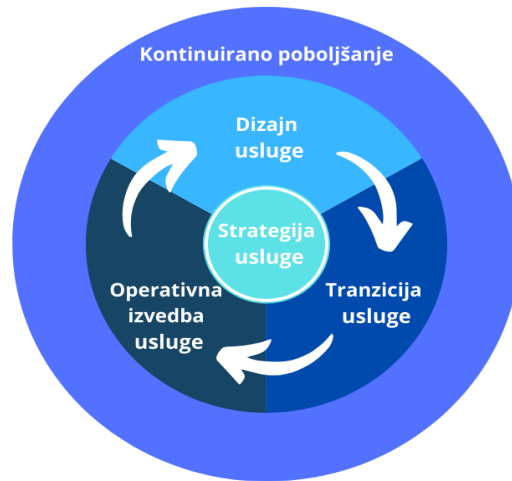 Kontinuirano poboljšanje
Dizajn
usluge
Strategija
usluge
Operativna
izvedba
usluge
Tranzicija
usluge